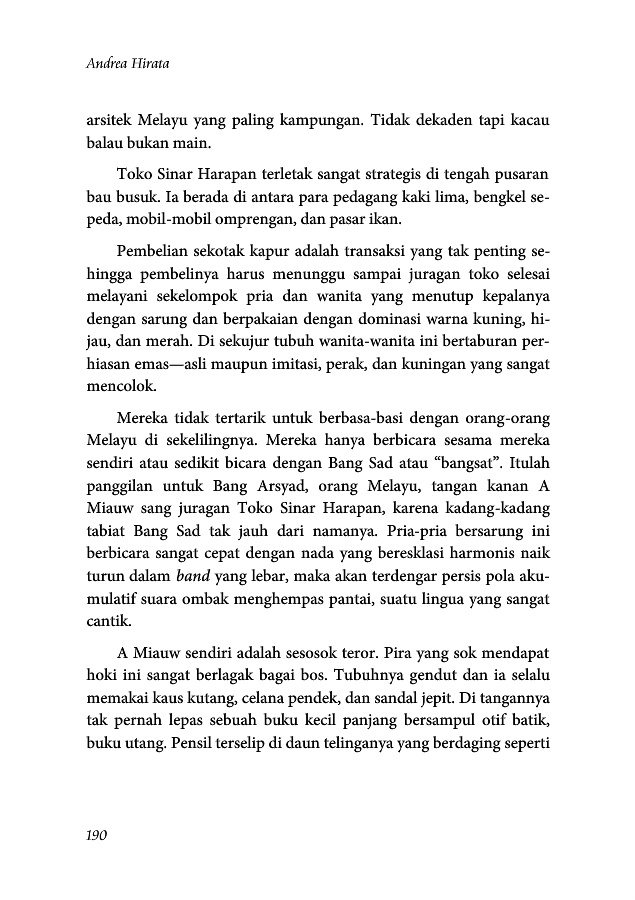 Andrea Hirata
arsitek Melayu yang paling kampungan. Tidak dekaden tapi kacau
balau bukan main.
Toko Sinar Harapan terletak sangat strategis di tengah pusaran
bau busuk. Ia berada di antara para pedagang kaki lima, bengkel se-
peda, mobil-mobil omprengan, dan pasar ikan.
Pembelian sekotak kapur adalah transaksi yang tak penting se-
hingga pembelinya harus menunggu sampai juragan toko selesai
melayani sekelompok pria dan wanita yang menutup kepalanya
dengan sarung dan berpakaian dengan dominasi warna kuning, hi-
jau, dan merah. Di sekujur tubuh wanita-wanita ini bertaburan per-
hiasan emas—asli maupun imitasi, perak, dan kuningan yang sangat
mencolok.
Mereka tidak tertarik untuk berbasa-basi dengan orang-orang
Melayu di sekelilingnya. Mereka hanya berbicara sesama mereka
sendiri atau sedikit bicara dengan Bang Sad atau “bangsat”. Itulah
panggilan untuk Bang Arsyad, orang Melayu, tangan kanan A
Miauw sang juragan Toko Sinar Harapan, karena kadang-kadang
tabiat Bang Sad tak jauh dari namanya. Pria-pria bersarung ini
berbicara sangat cepat dengan nada yang beresklasi harmonis naik
turun dalam band yang lebar, maka akan terdengar persis pola aku-
mulatif suara ombak menghempas pantai, suatu lingua yang sangat
cantik.
A Miauw sendiri adalah sesosok teror. Pira yang sok mendapat
hoki ini sangat berlagak bagai bos. Tubuhnya gendut dan ia selalu
memakai kaus kutang, celana pendek, dan sandal jepit. Di tangannya
tak pernah lepas sebuah buku kecil panjang bersampul otif batik,
buku utang. Pensil terselip di daun telinganya yang berdaging seperti
190